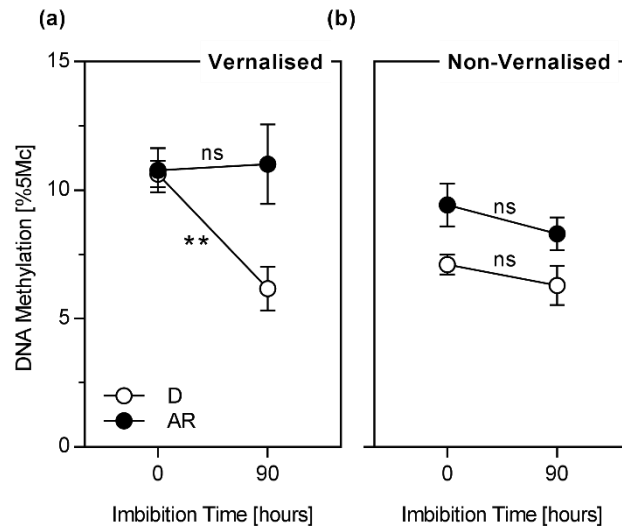 (a)
Vernalised
15
10
5
0
DNA Methylation [%5Mc]
ns
**
D
AR
0 90
Imbibition Time [hours]
(b)
Non-Vernalised
ns
ns
0 90
Imbibition Time [hours]